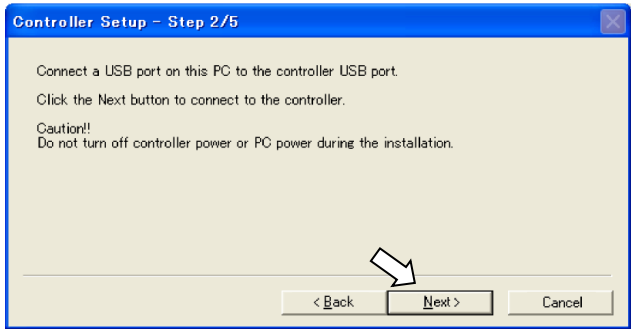 Controller Setup - Step 2/5
Connect a USB port on this PC to the controller USB port.
Click the Next button to connect to the controller.
Caution!!
Do not turn off controller power or PC power during the installation.
< Back
Next >
Cancel